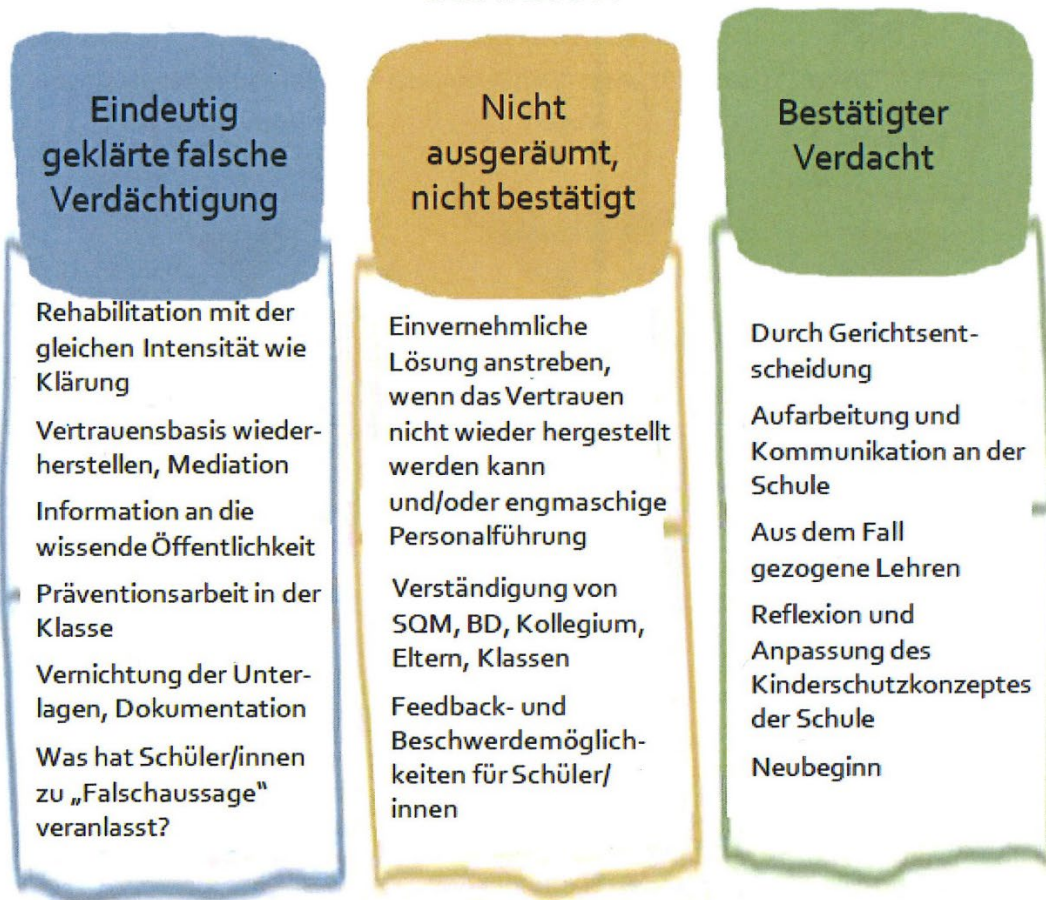 Eindeutig
geklärte falsche
Verdächtigung
Rehabilitation mit der
gleichen Intensität wie
Klärung
Vertrauensbasis wieder-
herstellen, Mediation
Information an die
wissende Öffentlichkeit
Präventionsarbeit in der
Klasse
Vernichtung der Unter-
lagen, Dokumentation
Was hat Schüler/innen
zu „Falschaussage“
veranlasst?
Nicht
ausgeräumt,
nicht bestätigt
Einvernehmliche
Lösung anstreben,
wenn das Vertrauen
nicht wieder hergestellt
werden kann
und/oder engmaschige
Personalführung
Verständigung von
SQM, BD, Kollegium,
Eltern, Klassen
Feedback- und
Beschwerdemöglich-
keiten für Schüler/
innen
Bestätigter
Verdacht
Durch Gerichtsent-
scheidung
Aufarbeitung und
Kommunikation an der
Schule
Aus dem Fall
gezogene Lehren
Reflexion und
Anpassung des
Kinderschutzkonzeptes
der Schule
Neubeginn